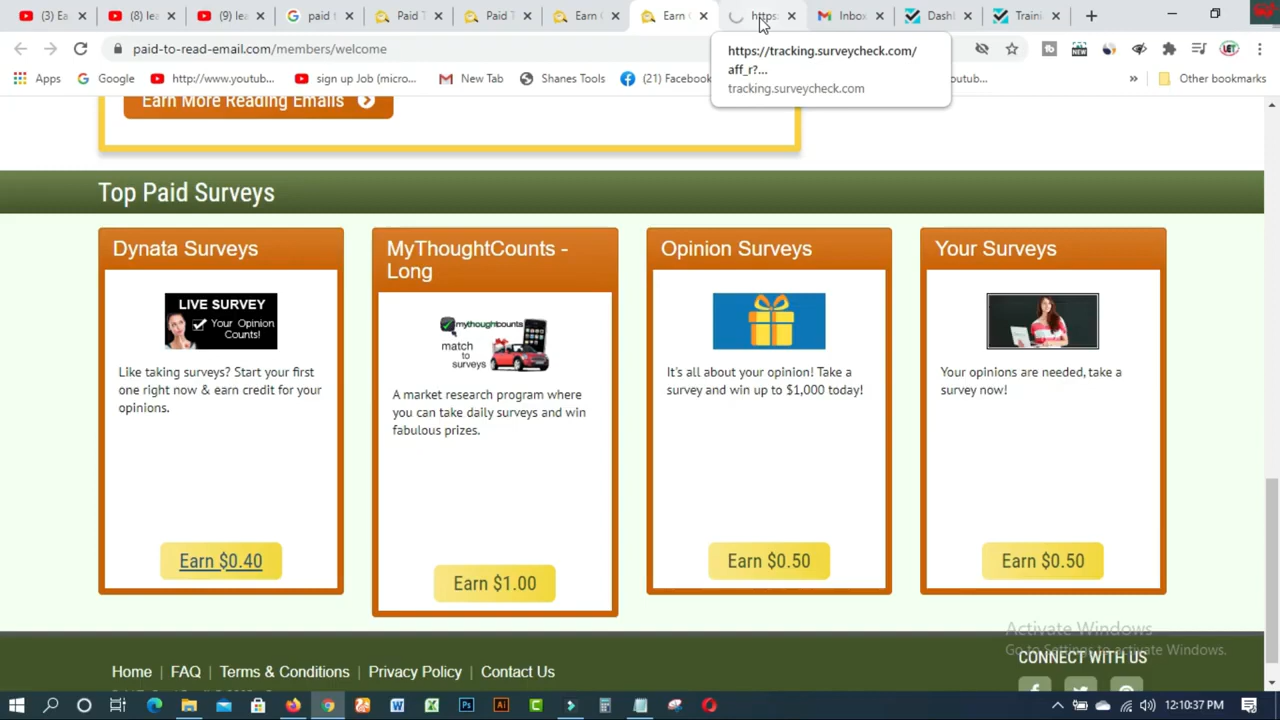 (3) Ea
(8) lea
(9) lea
paid t
Paid T
Paid T
Earn C
Earn C
https:
Inbox
Dashl
Traini
paid-to-read-email.com/members/welcome
https://tracking.surveycheck.com/
aff_r?...
tracking.surveycheck.com
Apps
Google
http://www.youtub...
sign up Job (micro...
New Tab
Shanes Tools
(21) Facebook
outub...
Other bookmarks
Earn More Reading Emails
Top Paid Surveys
Dynata Surveys
LIVE SURVEY
Your Opinion
Counts!
Like taking surveys? Start your first
one right now & earn credit for your
opinions.
Earn $0.40
MyThoughtCounts -
Long
mythoughtcounts
match
to
surveys
A market research program where
you can take daily surveys and win
fabulous prizes.
Earn $1.00
Opinion Surveys
It's all about your opinion! Take a
survey and win up to $1,000 today!
Earn $0.50
Your Surveys
Your opinions are needed, take a
survey now!
Earn $0.50
Activate Windows
Go to Settings to activate Windows.
Home | FAQ | Terms & Conditions | Privacy Policy | Contact Us
CONNECT WITH US
12:10:37 PM